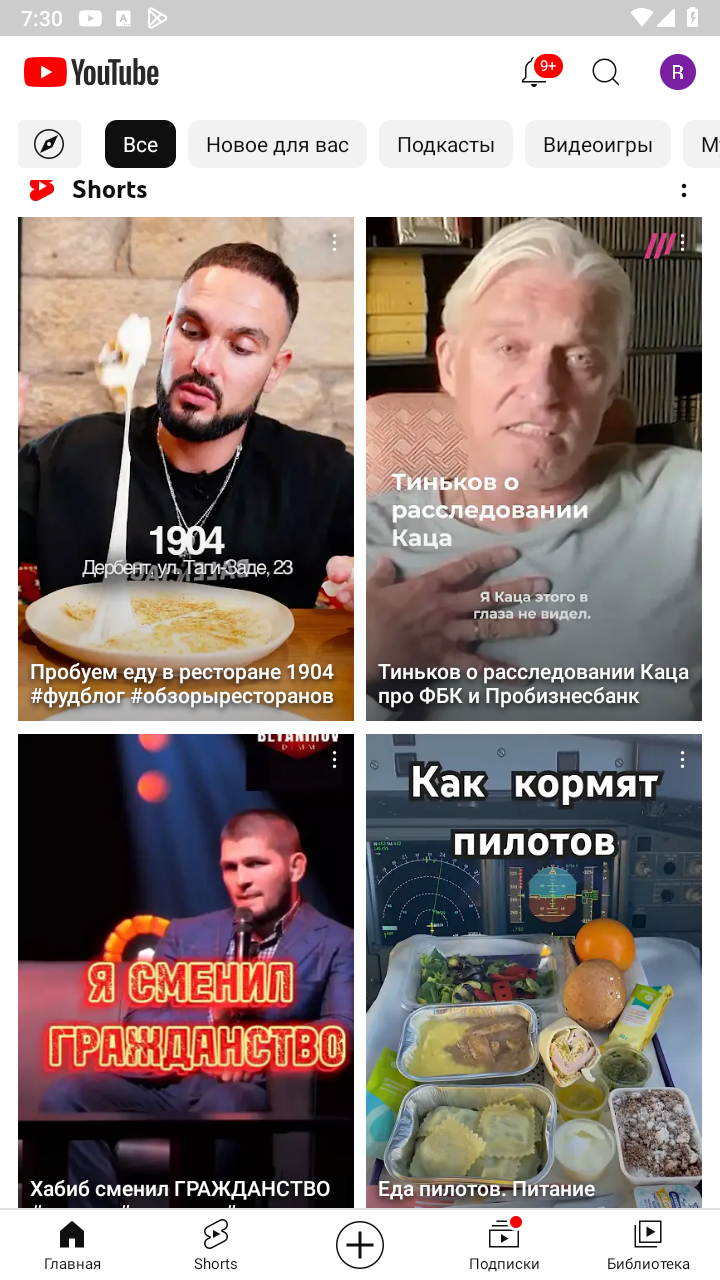 7:30
YouTube
9+
R
Все
Новое для вас
Подкасты
Видеоигры
Shorts
1904
Дербент, ул. Таги-Заде, 23
Пробуем еду в ресторане 1904
#фудблог #обзорыресторанов
Тиньков о
расследовании
Каца
Я Каца этого в
глаза не видел.
Тиньков о расследовании Каца
про ФБК и Пробизнесбанк
Я СМЕНИЛ
ГРАЖДАНСТВО
Хабиб сменил ГРАЖДАНСТВО
Как кормят
пилотов
Еда пилотов. Питание
Главная
Shorts
Подписки
Библиотека